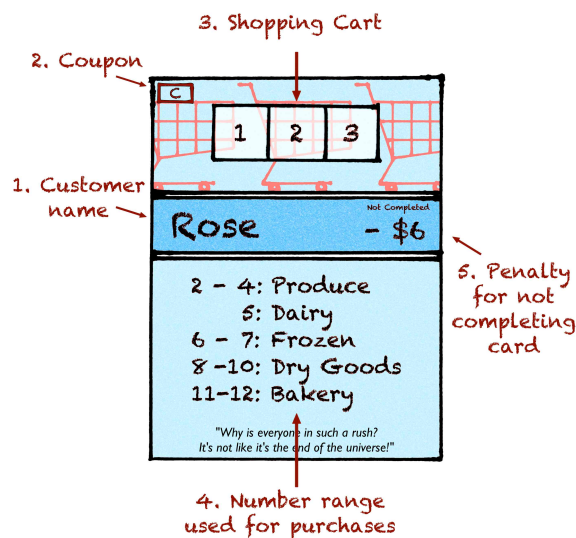 3. Shopping Cart
2. Coupon
C
1 2 3
1. Customer
name
Not Completed
Rose - $6
5. Penalty
for not
completing
card
2 - 4: Produce
5: Dairy
6 - 7: Frozen
8 -10: Dry Goods
11-12: Bakery
"Why is everyone in such a rush?
It's not like it's the end of the universe!"
4. Number range
used for purchases